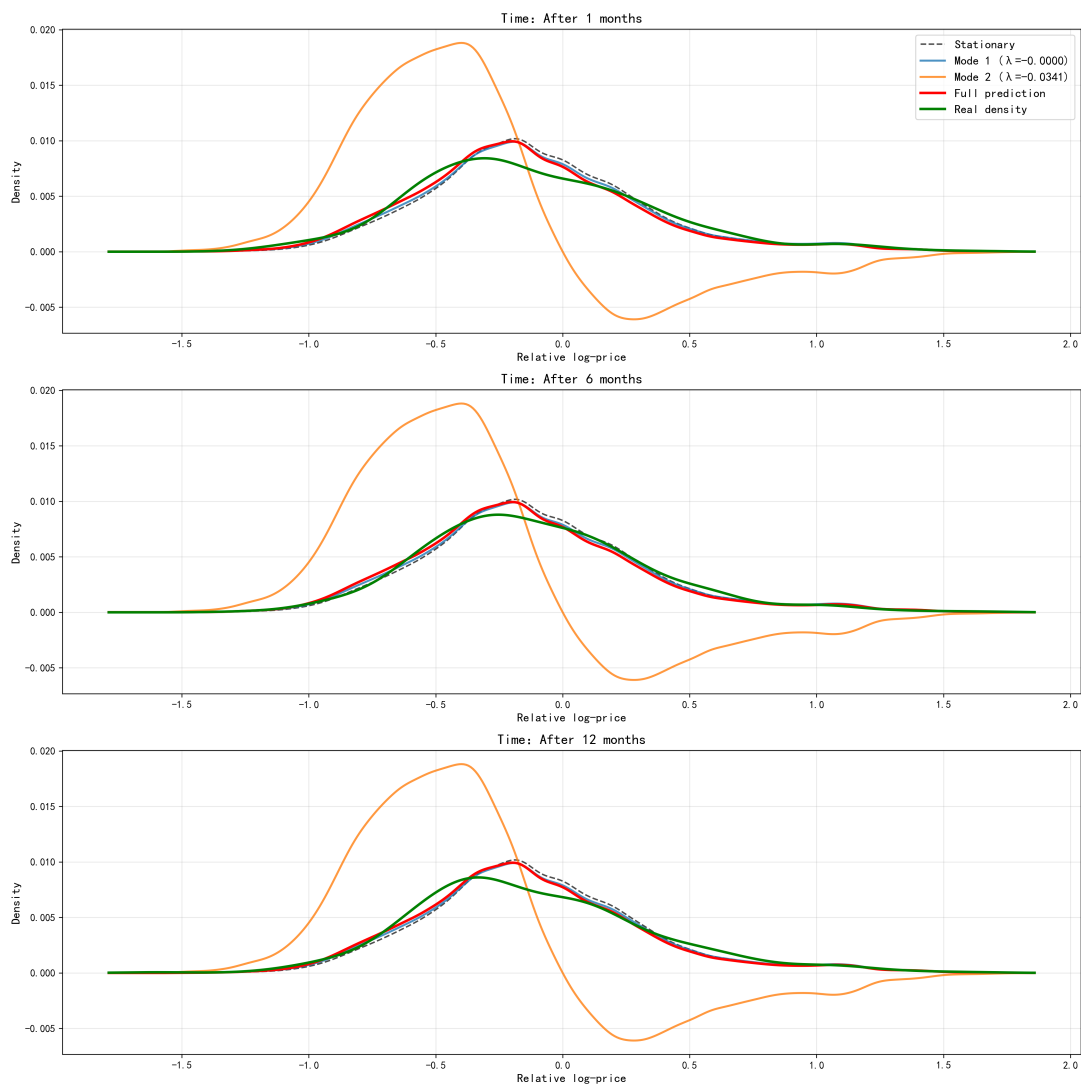 Time: After 1 months
0.020
0.015
0.010
0.005
0.000
-0.005
Density
Stationary
Mode 1 (λ=-0.0000)
Mode 2 (λ=-0.0341)
Full prediction
Real density
-1.5 -1.0 -0.5 0.0 0.5 1.0 1.5 2.0
Relative log-price
Time: After 6 months
0.020
0.015
0.010
0.005
0.000
-0.005
Density
-1.5 -1.0 -0.5 0.0 0.5 1.0 1.5 2.0
Relative log-price
Time: After 12 months
0.020
0.015
0.010
0.005
0.000
-0.005
Density
-1.5 -1.0 -0.5 0.0 0.5 1.0 1.5 2.0
Relative log-price